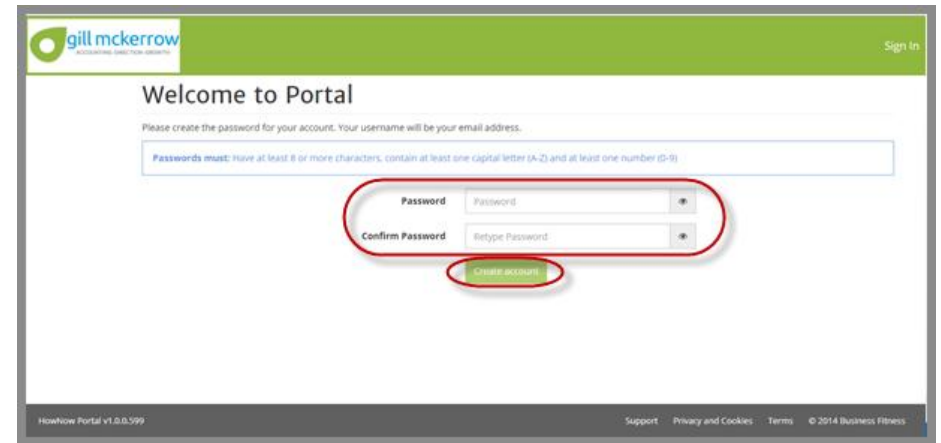 gill mckerrow
ACCOUNTING DIRECTION GROWTH
Sign In
Welcome to Portal
Please create the password for your account. Your username will be your email address.
Passwords must: Have at least 8 or more characters, contain at least one capital letter (A-Z) and at least one number (0-9)
Password Password
Confirm Password Retype Password
Create account
HowNow Portal v1.0.0.599 Support Privacy and Cookies Terms © 2014 Business Fitness